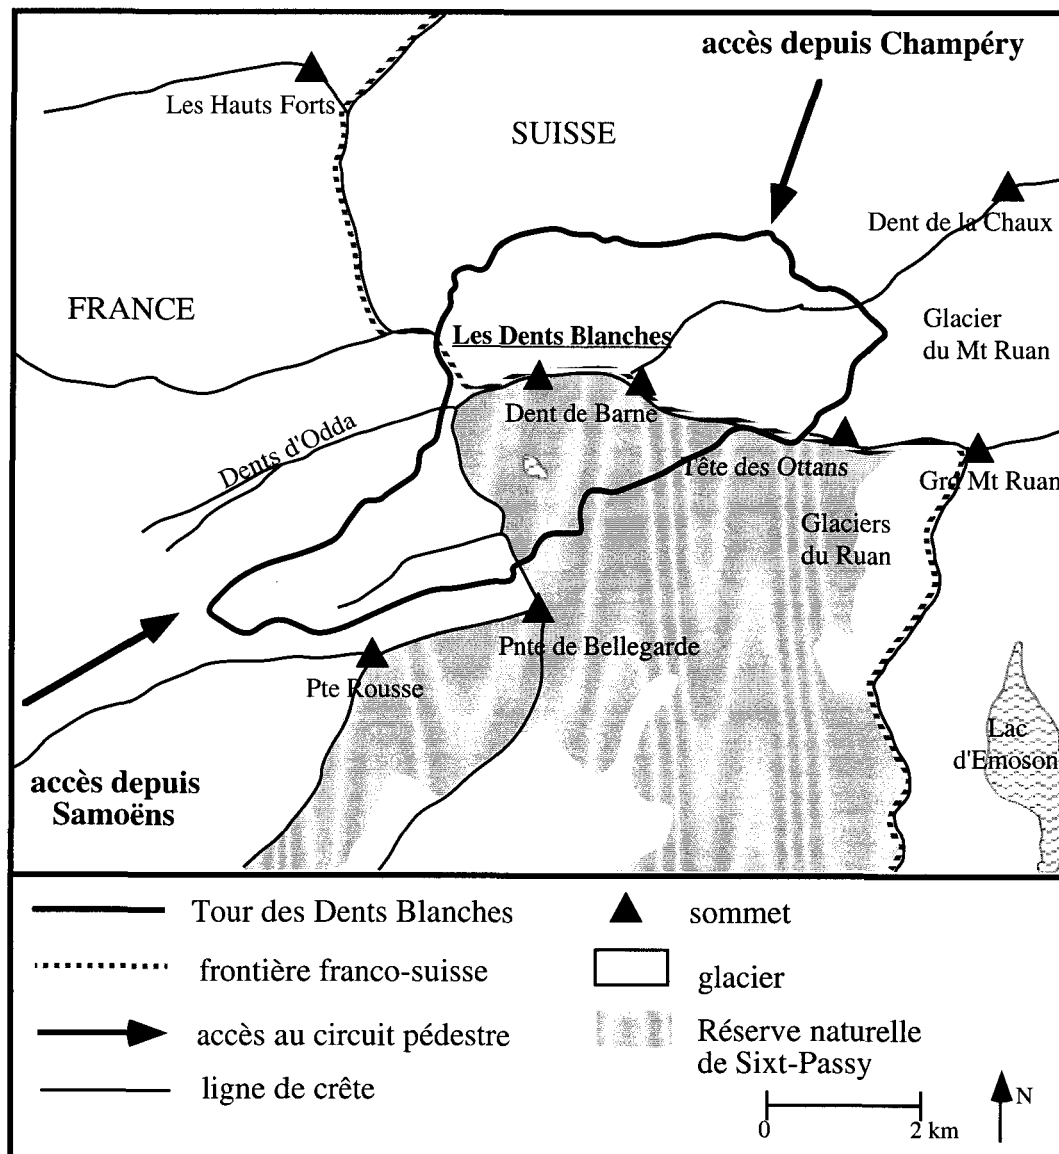 accès depuis Champéry
Les Hauts Forts
SUISSE
Dent de la Chaux
FRANCE
Glacier
du Mt Ruan
Les Dents Blanches
Dent de Barne
Dents d'Odda
Tête des Ottans
Grd Mt Ruan
Glaciers
du Ruan
Pnte de Bellegarde
Pte Rousse
Lac
d'Emoson
accès depuis
Samoëns
Tour des Dents Blanches
sommet
frontière franco-suisse
glacier
accès au circuit pédestre
Réserve naturelle
de Sixt-Passy
ligne de crête
N
0 2 km